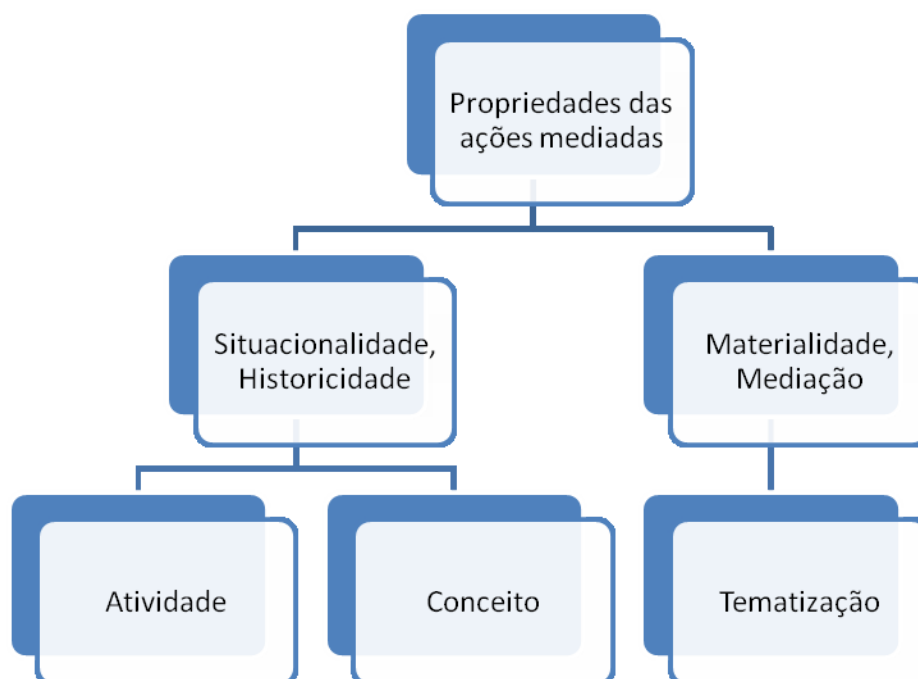 Propriedades das
ações mediadas
Situacionalidade,
Historicidade
Materialidade,
Mediação
Atividade
Conceito
Tematização